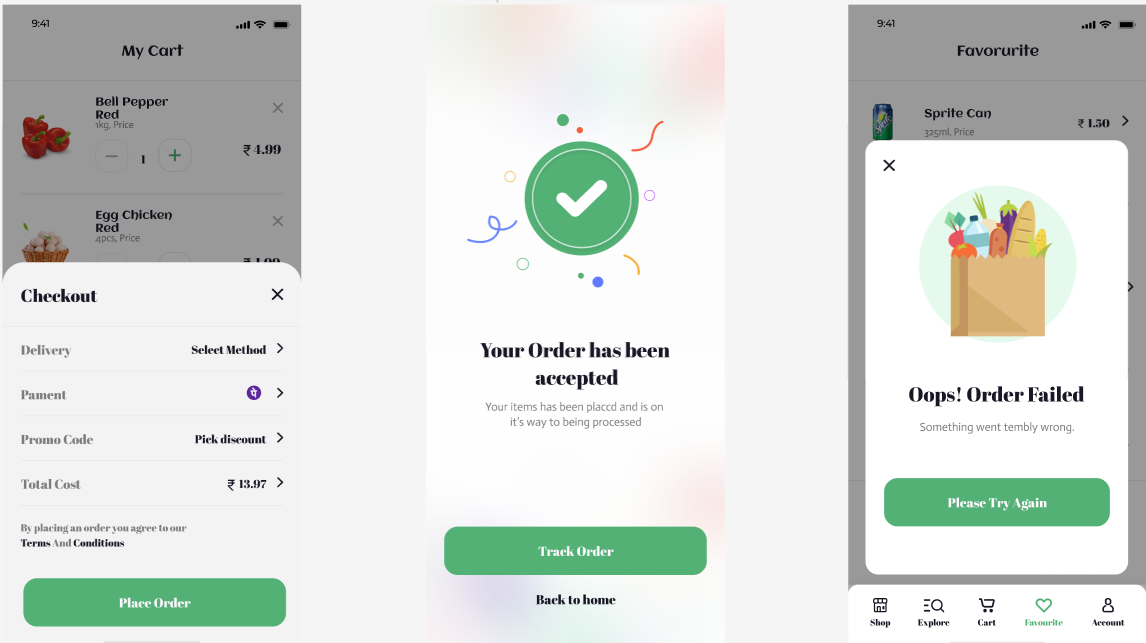 9:41
My Cart
Bell Pepper
Red
1kg, Price
1
₹ 4.99
Egg Chicken
Red
4pcs, Price
Checkout
Delivery
Select Method
Pament
पे
Promo Code
Pick discount
Total Cost
₹ 13.97
By placing an order you agree to our
Terms And Conditions
Place Order
Your Order has been
accepted
Your items has been placcd and is on
it's way to being processed
Track Order
Back to home
9:41
Favorurite
Sprite Can
325ml, Price
₹ 1.50
Sprite
Oops! Order Failed
Something went tembly wrong.
Please Try Again
Shop
Explore
Cart
Favourite
Account